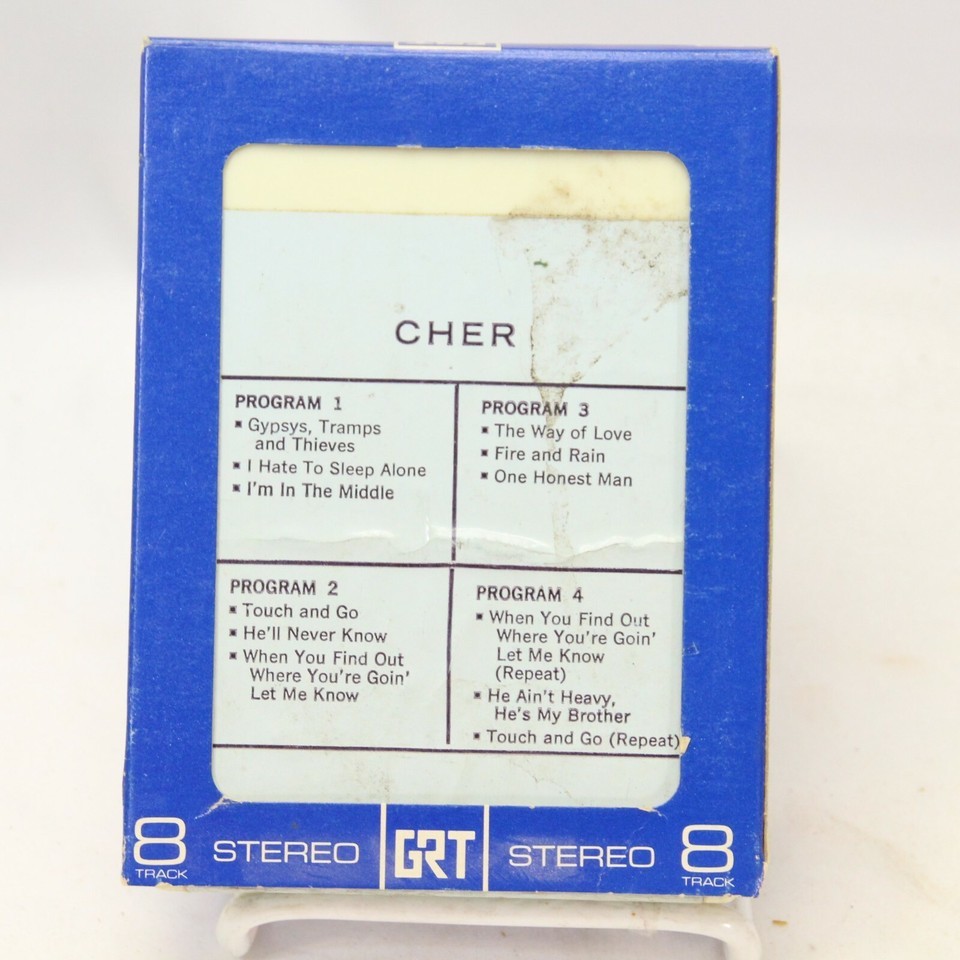 CHER
PROGRAM 1
▪ Gypsys, Tramps
and Thieves
▪ I Hate To Sleep Alone
▪ I'm In The Middle
PROGRAM 2
▪ Touch and Go
▪ He'll Never Know
▪ When You Find Out
Where You're Goin'
Let Me Know
PROGRAM 3
▪ The Way of Love
▪ Fire and Rain
▪ One Honest Man
PROGRAM 4
▪ When You Find Out
Where You're Goin'
Let Me Know
(Repeat)
▪ He Ain't Heavy,
He's My Brother
▪ Touch and Go (Repeat)
8 TRACK
STEREO
GRT
STEREO
8 TRACK